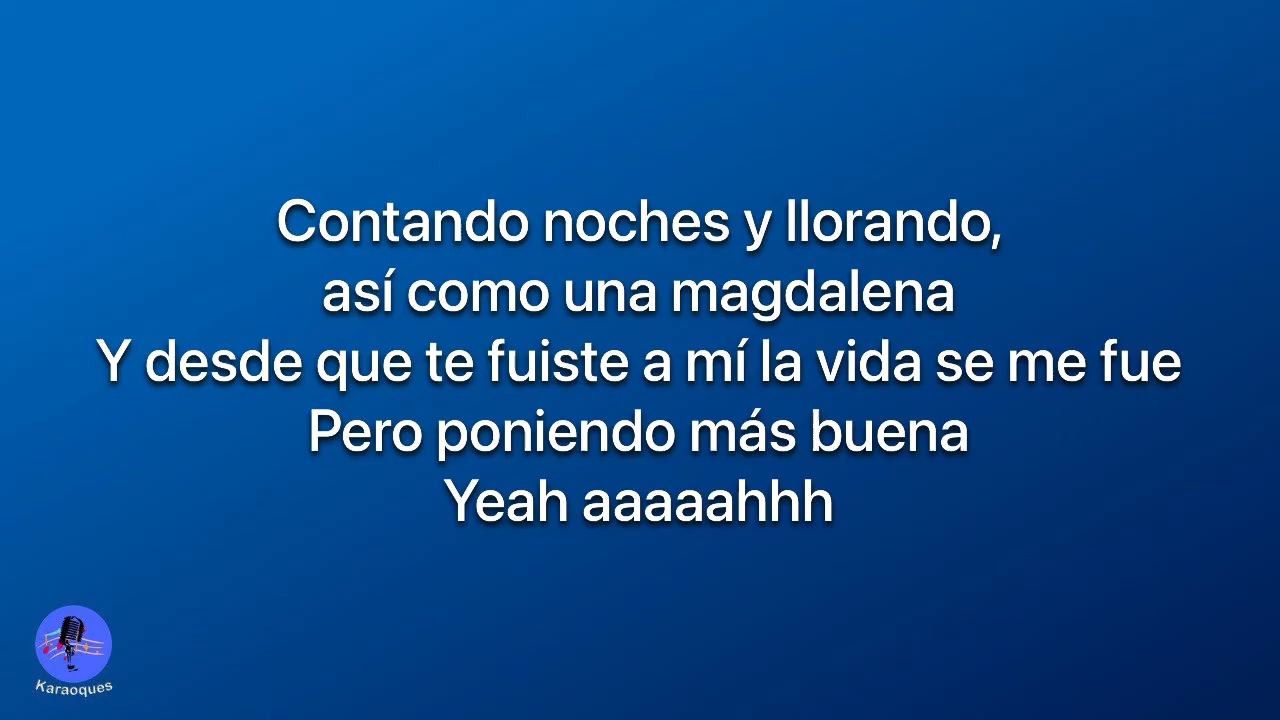 Contando noches y llorando,
así como una magdalena
Y desde que te fuiste a mí la vida se me fue
Pero poniendo más buena
Yeah aaaaahhh
Karaoques